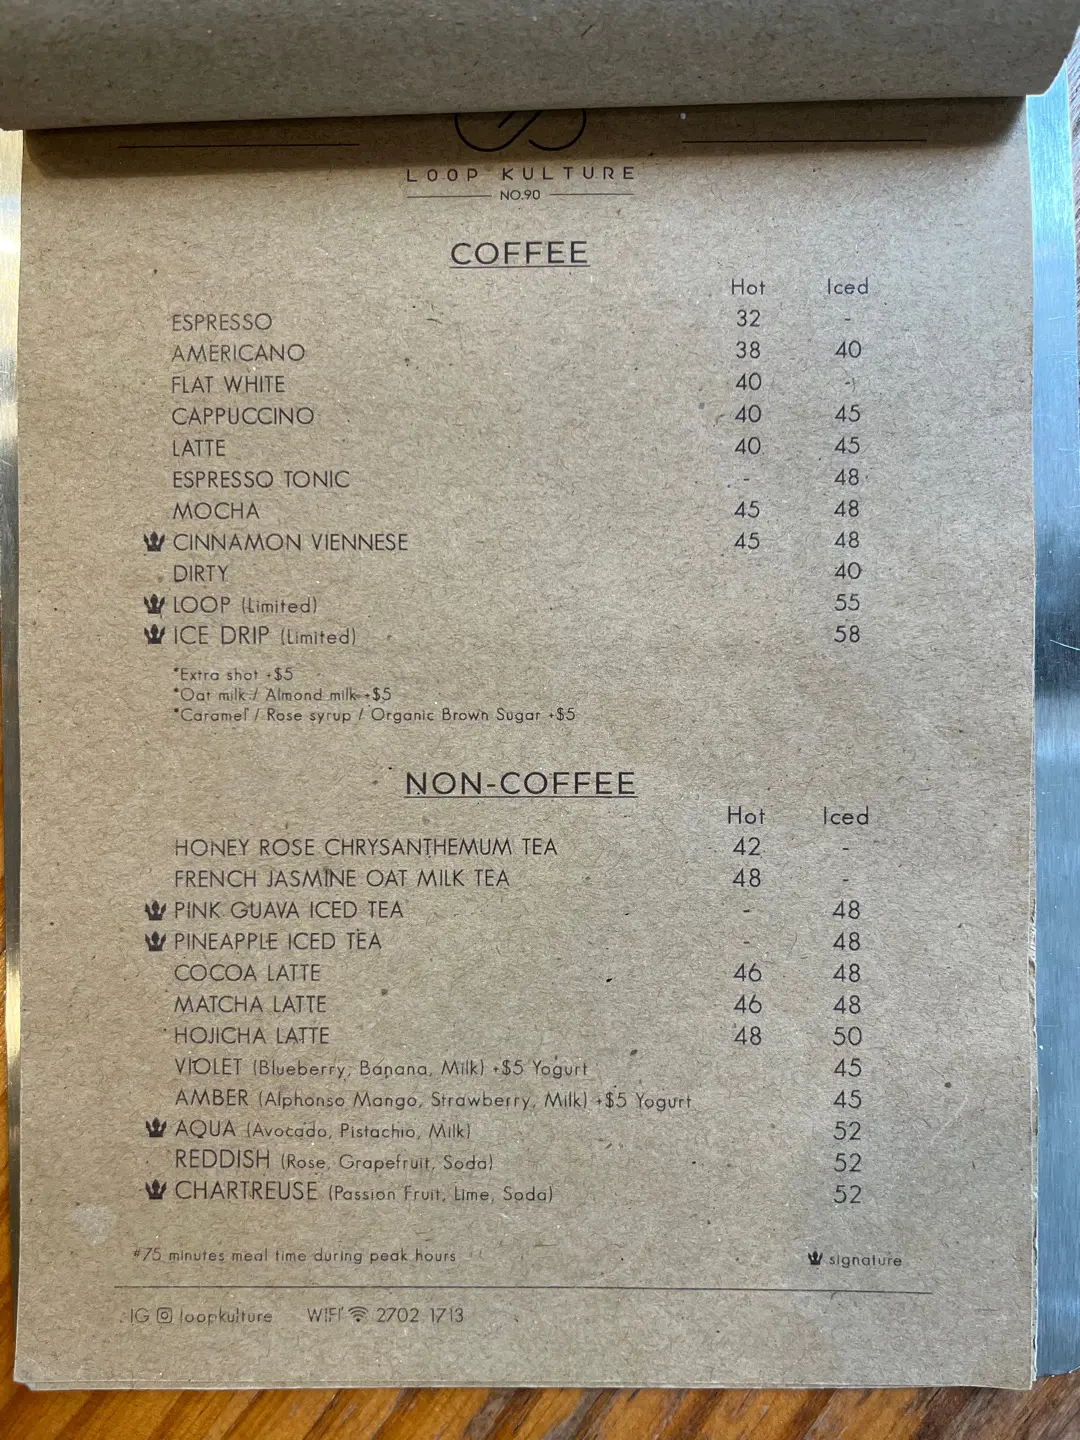 LOOP KULTURE
NO.90
COFFEE
Hot Iced
ESPRESSO 32 -
AMERICANO 38 40
FLAT WHITE 40 -
CAPPUCCINO 40 45
LATTE 40 45
ESPRESSO TONIC - 48
MOCHA 45 48
CINNAMON VIENNESE 45 48
DIRTY 40
LOOP (Limited) 55
ICE DRIP (Limited) 58
*Extra shot +$5
*Oat milk / Almond milk +$5
*Caramel / Rose syrup / Organic Brown Sugar +$5
NON-COFFEE
Hot Iced
HONEY ROSE CHRYSANTHEMUM TEA 42 -
FRENCH JASMINE OAT MILK TEA 48 -
PINK GUAVA ICED TEA - 48
PINEAPPLE ICED TEA - 48
COCOA LATTE 46 48
MATCHA LATTE 46 48
HOJICHA LATTE 48 50
VIOLET (Blueberry, Banana, Milk) +$5 Yogurt 45
AMBER (Alphonso Mango, Strawberry, Milk) +$5 Yogurt 45
AQUA (Avocado, Pistachio, Milk) 52
REDDISH (Rose, Grapefruit, Soda) 52
CHARTREUSE (Passion Fruit, Lime, Soda) 52
#75 minutes meal time during peak hours signature
IG loopkulture WIFI 2702 1713